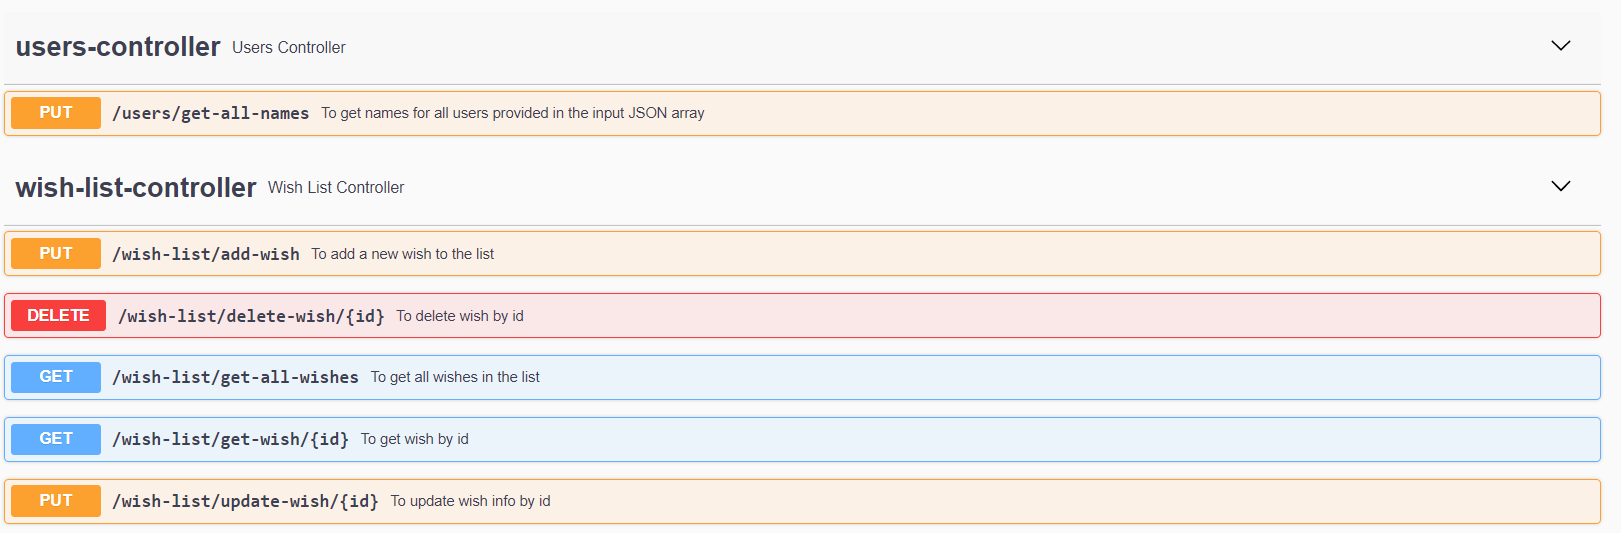 users-controller Users Controller
PUT /users/get-all-names To get names for all users provided in the input JSON array
wish-list-controller Wish List Controller
PUT /wish-list/add-wish To add a new wish to the list
DELETE /wish-list/delete-wish/{id} To delete wish by id
GET /wish-list/get-all-wishes To get all wishes in the list
GET /wish-list/get-wish/{id} To get wish by id
PUT /wish-list/update-wish/{id} To update wish info by id